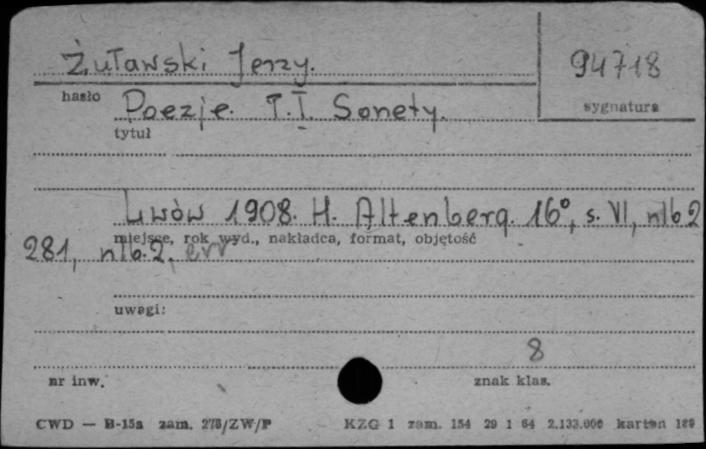 Żuławski Jerzy.
94718
hasło
sygnatura
Poezje. T.I. Sonety.
tytuł
Lwów 1908. H. Altenberg. 16°, s. VI, nlb 2
miejsce, rok wyd., nakładca, format, objętość
281, nlb. 2.
uwagi:
8
nr inw.
znak klas.
CWD — B-15a zam. 278/ZW/P
KZG 1 zam. 154 29 1 64 2.133.000 karton